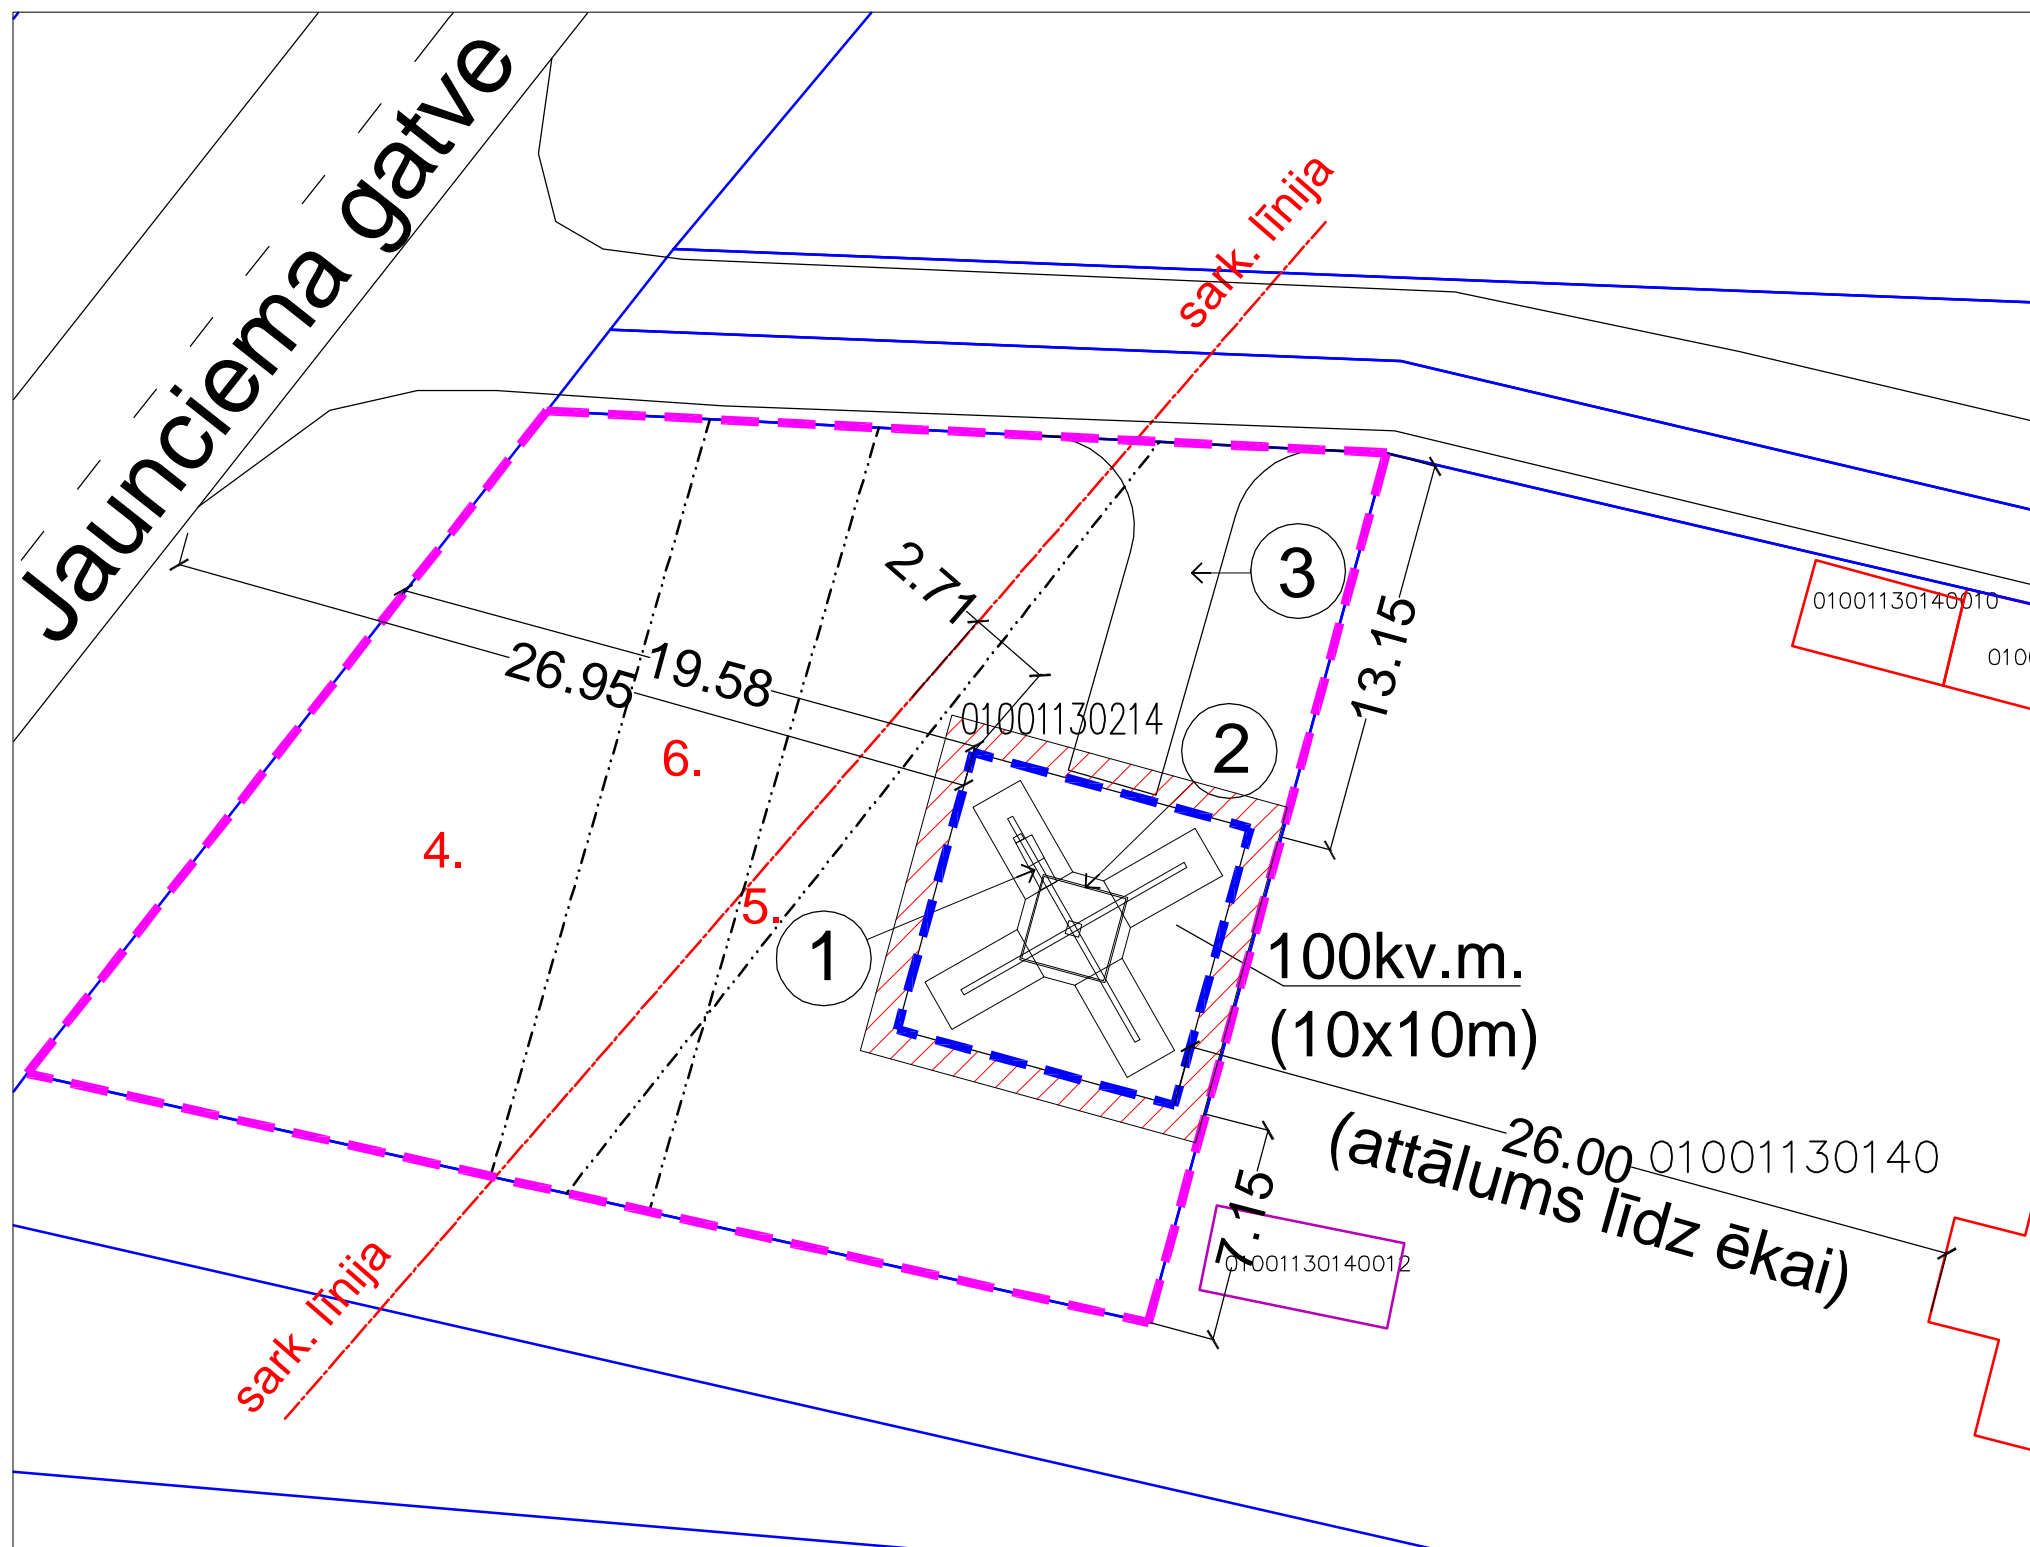 Jaunciema gatve
sark. līnija
2.71
3
13.15
01001130140010
010
26.95
19.58
01001130214
2
6.
4.
5.
1
100kv.m.
(10x10m)
26.00
01001130140
(attālums līdz ēkai)
7.15
01001130140012
sark. līnija